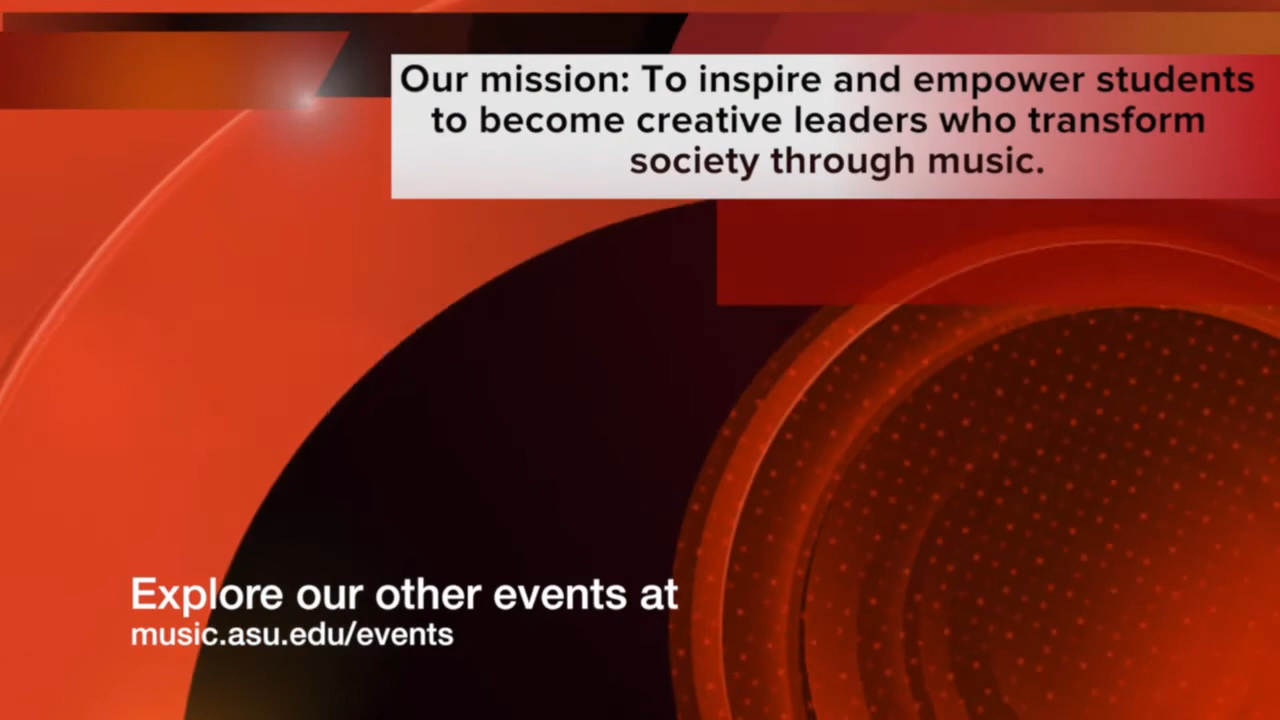 Our mission: To inspire and empower students
to become creative leaders who transform
society through music.
Explore our other events at
music.asu.edu/events